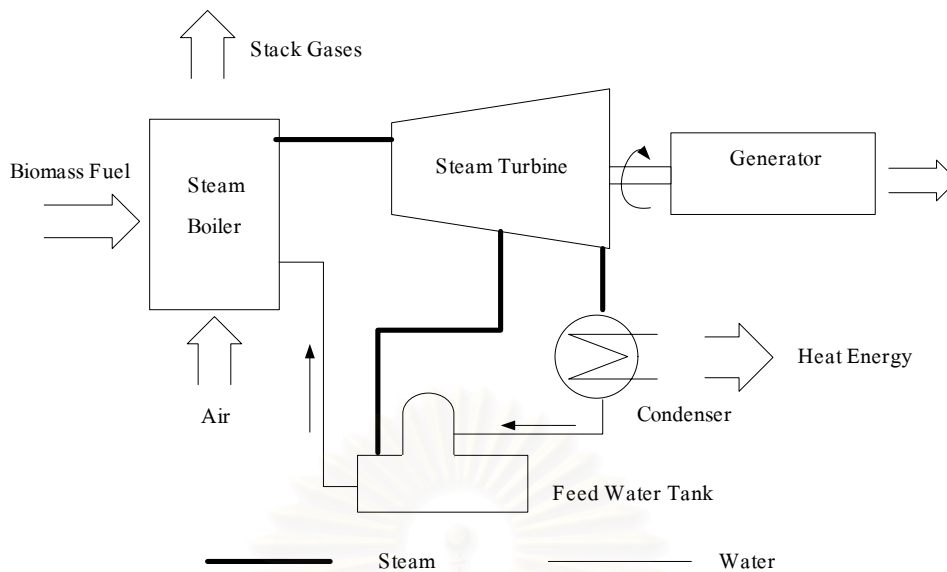 Stack Gases
Biomass Fuel
Steam
Boiler
Steam Turbine
Generator
Air
Heat Energy
Condenser
Feed Water Tank
Steam
Water